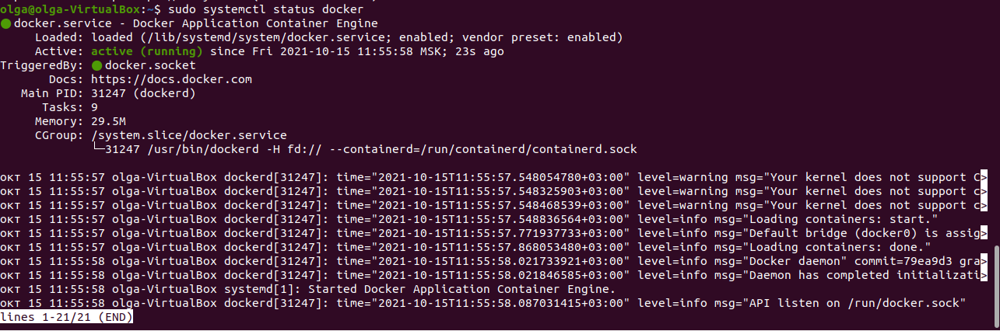 olga@olga-VirtualBox:~$ sudo systemctl status docker
● docker.service - Docker Application Container Engine
     Loaded: loaded (/lib/systemd/system/docker.service; enabled; vendor preset: enabled)
     Active: active (running) since Fri 2021-10-15 11:55:58 MSK; 23s ago
TriggeredBy: ● docker.socket
       Docs: https://docs.docker.com
   Main PID: 31247 (dockerd)
      Tasks: 9
     Memory: 29.5M
     CGroup: /system.slice/docker.service
             └─31247 /usr/bin/dockerd -H fd:// --containerd=/run/containerd/containerd.sock
окт 15 11:55:57 olga-VirtualBox dockerd[31247]: time="2021-10-15T11:55:57.548054780+03:00" level=warning msg="Your kernel does not support C>
окт 15 11:55:57 olga-VirtualBox dockerd[31247]: time="2021-10-15T11:55:57.548325903+03:00" level=warning msg="Your kernel does not support c>
окт 15 11:55:57 olga-VirtualBox dockerd[31247]: time="2021-10-15T11:55:57.548468539+03:00" level=warning msg="Your kernel does not support c>
окт 15 11:55:57 olga-VirtualBox dockerd[31247]: time="2021-10-15T11:55:57.548836564+03:00" level=info msg="Loading containers: start."
окт 15 11:55:57 olga-VirtualBox dockerd[31247]: time="2021-10-15T11:55:57.771937733+03:00" level=info msg="Default bridge (docker0) is assig>
окт 15 11:55:57 olga-VirtualBox dockerd[31247]: time="2021-10-15T11:55:57.868053480+03:00" level=info msg="Loading containers: done."
окт 15 11:55:58 olga-VirtualBox dockerd[31247]: time="2021-10-15T11:55:58.021733921+03:00" level=info msg="Docker daemon" commit=79ea9d3 gra>
окт 15 11:55:58 olga-VirtualBox dockerd[31247]: time="2021-10-15T11:55:58.021846585+03:00" level=info msg="Daemon has completed initializati>
окт 15 11:55:58 olga-VirtualBox systemd[1]: Started Docker Application Container Engine.
окт 15 11:55:58 olga-VirtualBox dockerd[31247]: time="2021-10-15T11:55:58.087031415+03:00" level=info msg="API listen on /run/docker.sock"
lines 1-21/21 (END)